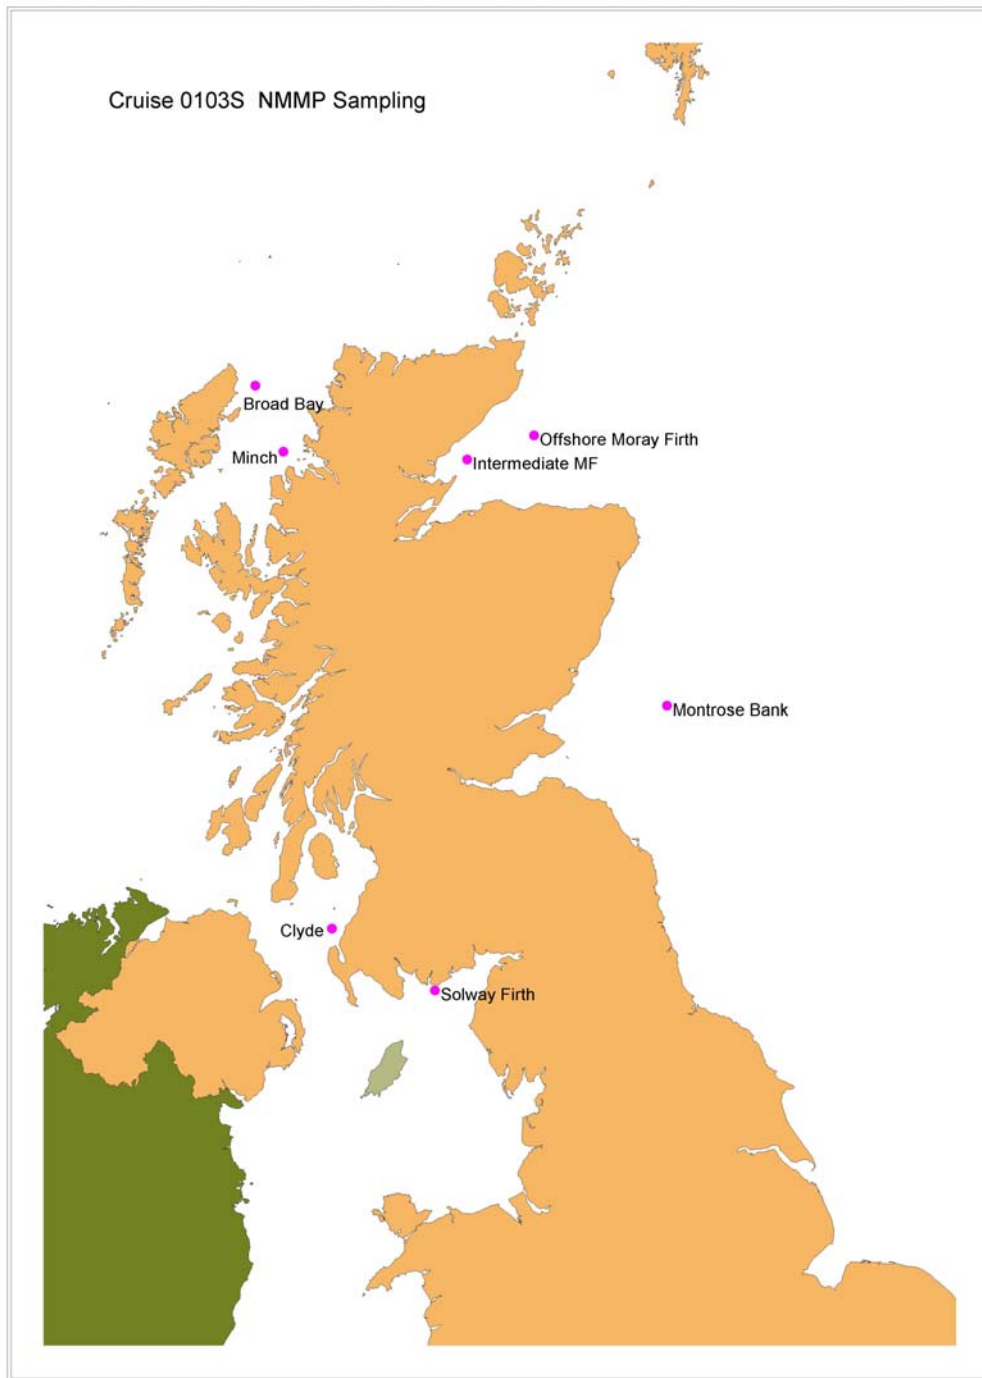 Cruise 0103S NMMP Sampling
Broad Bay
Offshore Moray Firth
Minch
Intermediate MF
Montrose Bank
Clyde
Solway Firth